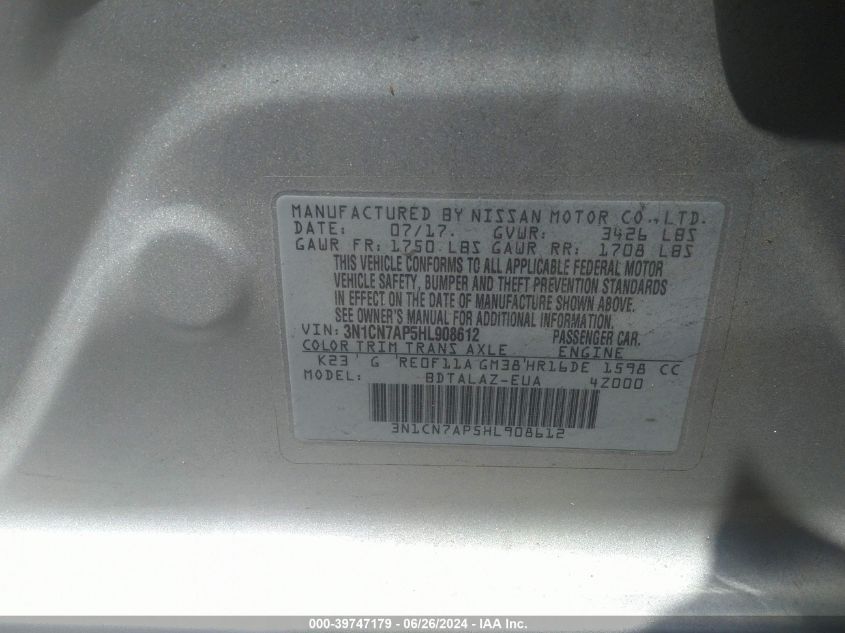 MANUFACTURED BY NISSAN MOTOR CO.,LTD.
DATE: 07/17. GVWR: 3426 LBS
GAWR FR: 1750 LBS GAWR RR: 1708 LBS
THIS VEHICLE CONFORMS TO ALL APPLICABLE FEDERAL MOTOR
VEHICLE SAFETY, BUMPER AND THEFT PREVENTION STANDARDS
IN EFFECT ON THE DATE OF MANUFACTURE SHOWN ABOVE.
SEE OWNER'S MANUAL FOR ADDITIONAL INFORMATION.
VIN: 3N1CN7AP5HL908612 PASSENGER CAR.
COLOR TRIM TRANS AXLE ENGINE
K23 ' G 'RE0F11A GM38'HR16DE 1598 CC
MODEL: BDTALAZ-EUA 4Z000
3N1CN7AP5HL908612
000-39747179 - 06/26/2024 - IAA Inc.